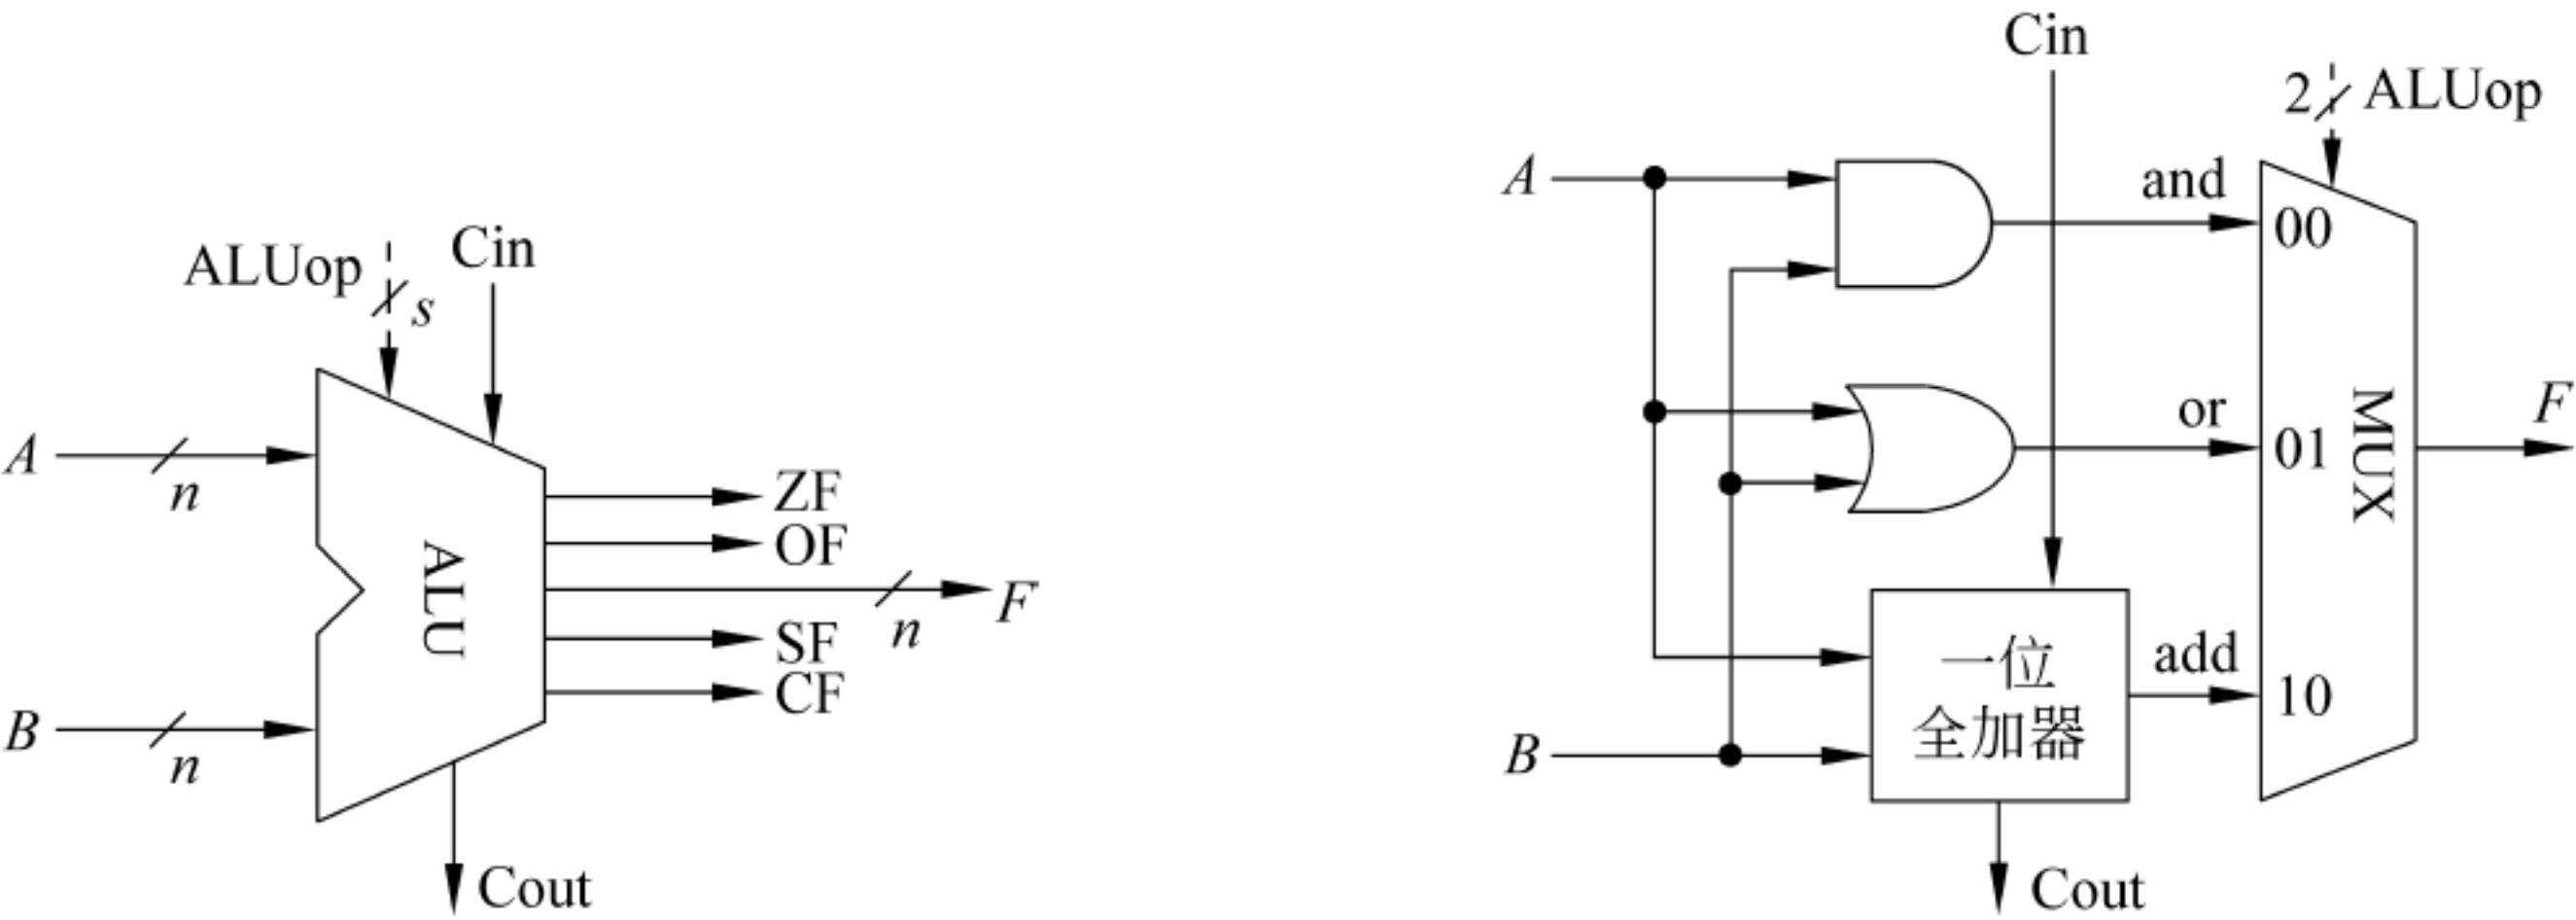 ALUop
s
Cin
A
n
B
n
ALU
ZF
OF
F
n
SF
CF
Cout
Cin
2
ALUop
A
B
and
00
or
01
一位
全加器
add
10
MUX
F
Cout